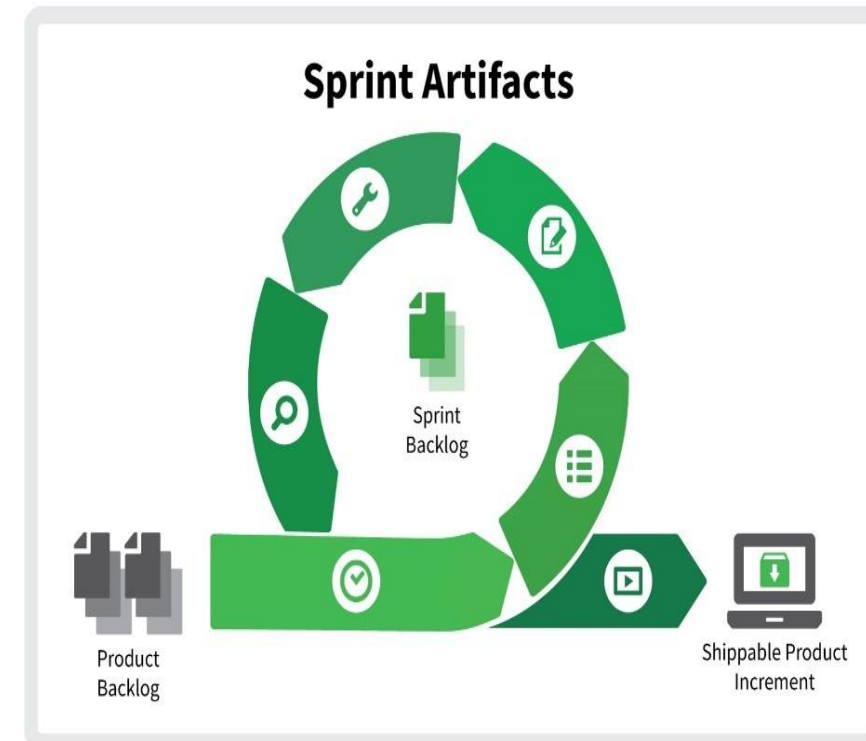 Sprint Artifacts
Sprint
Backlog
Product
Backlog
Shippable Product
Increment